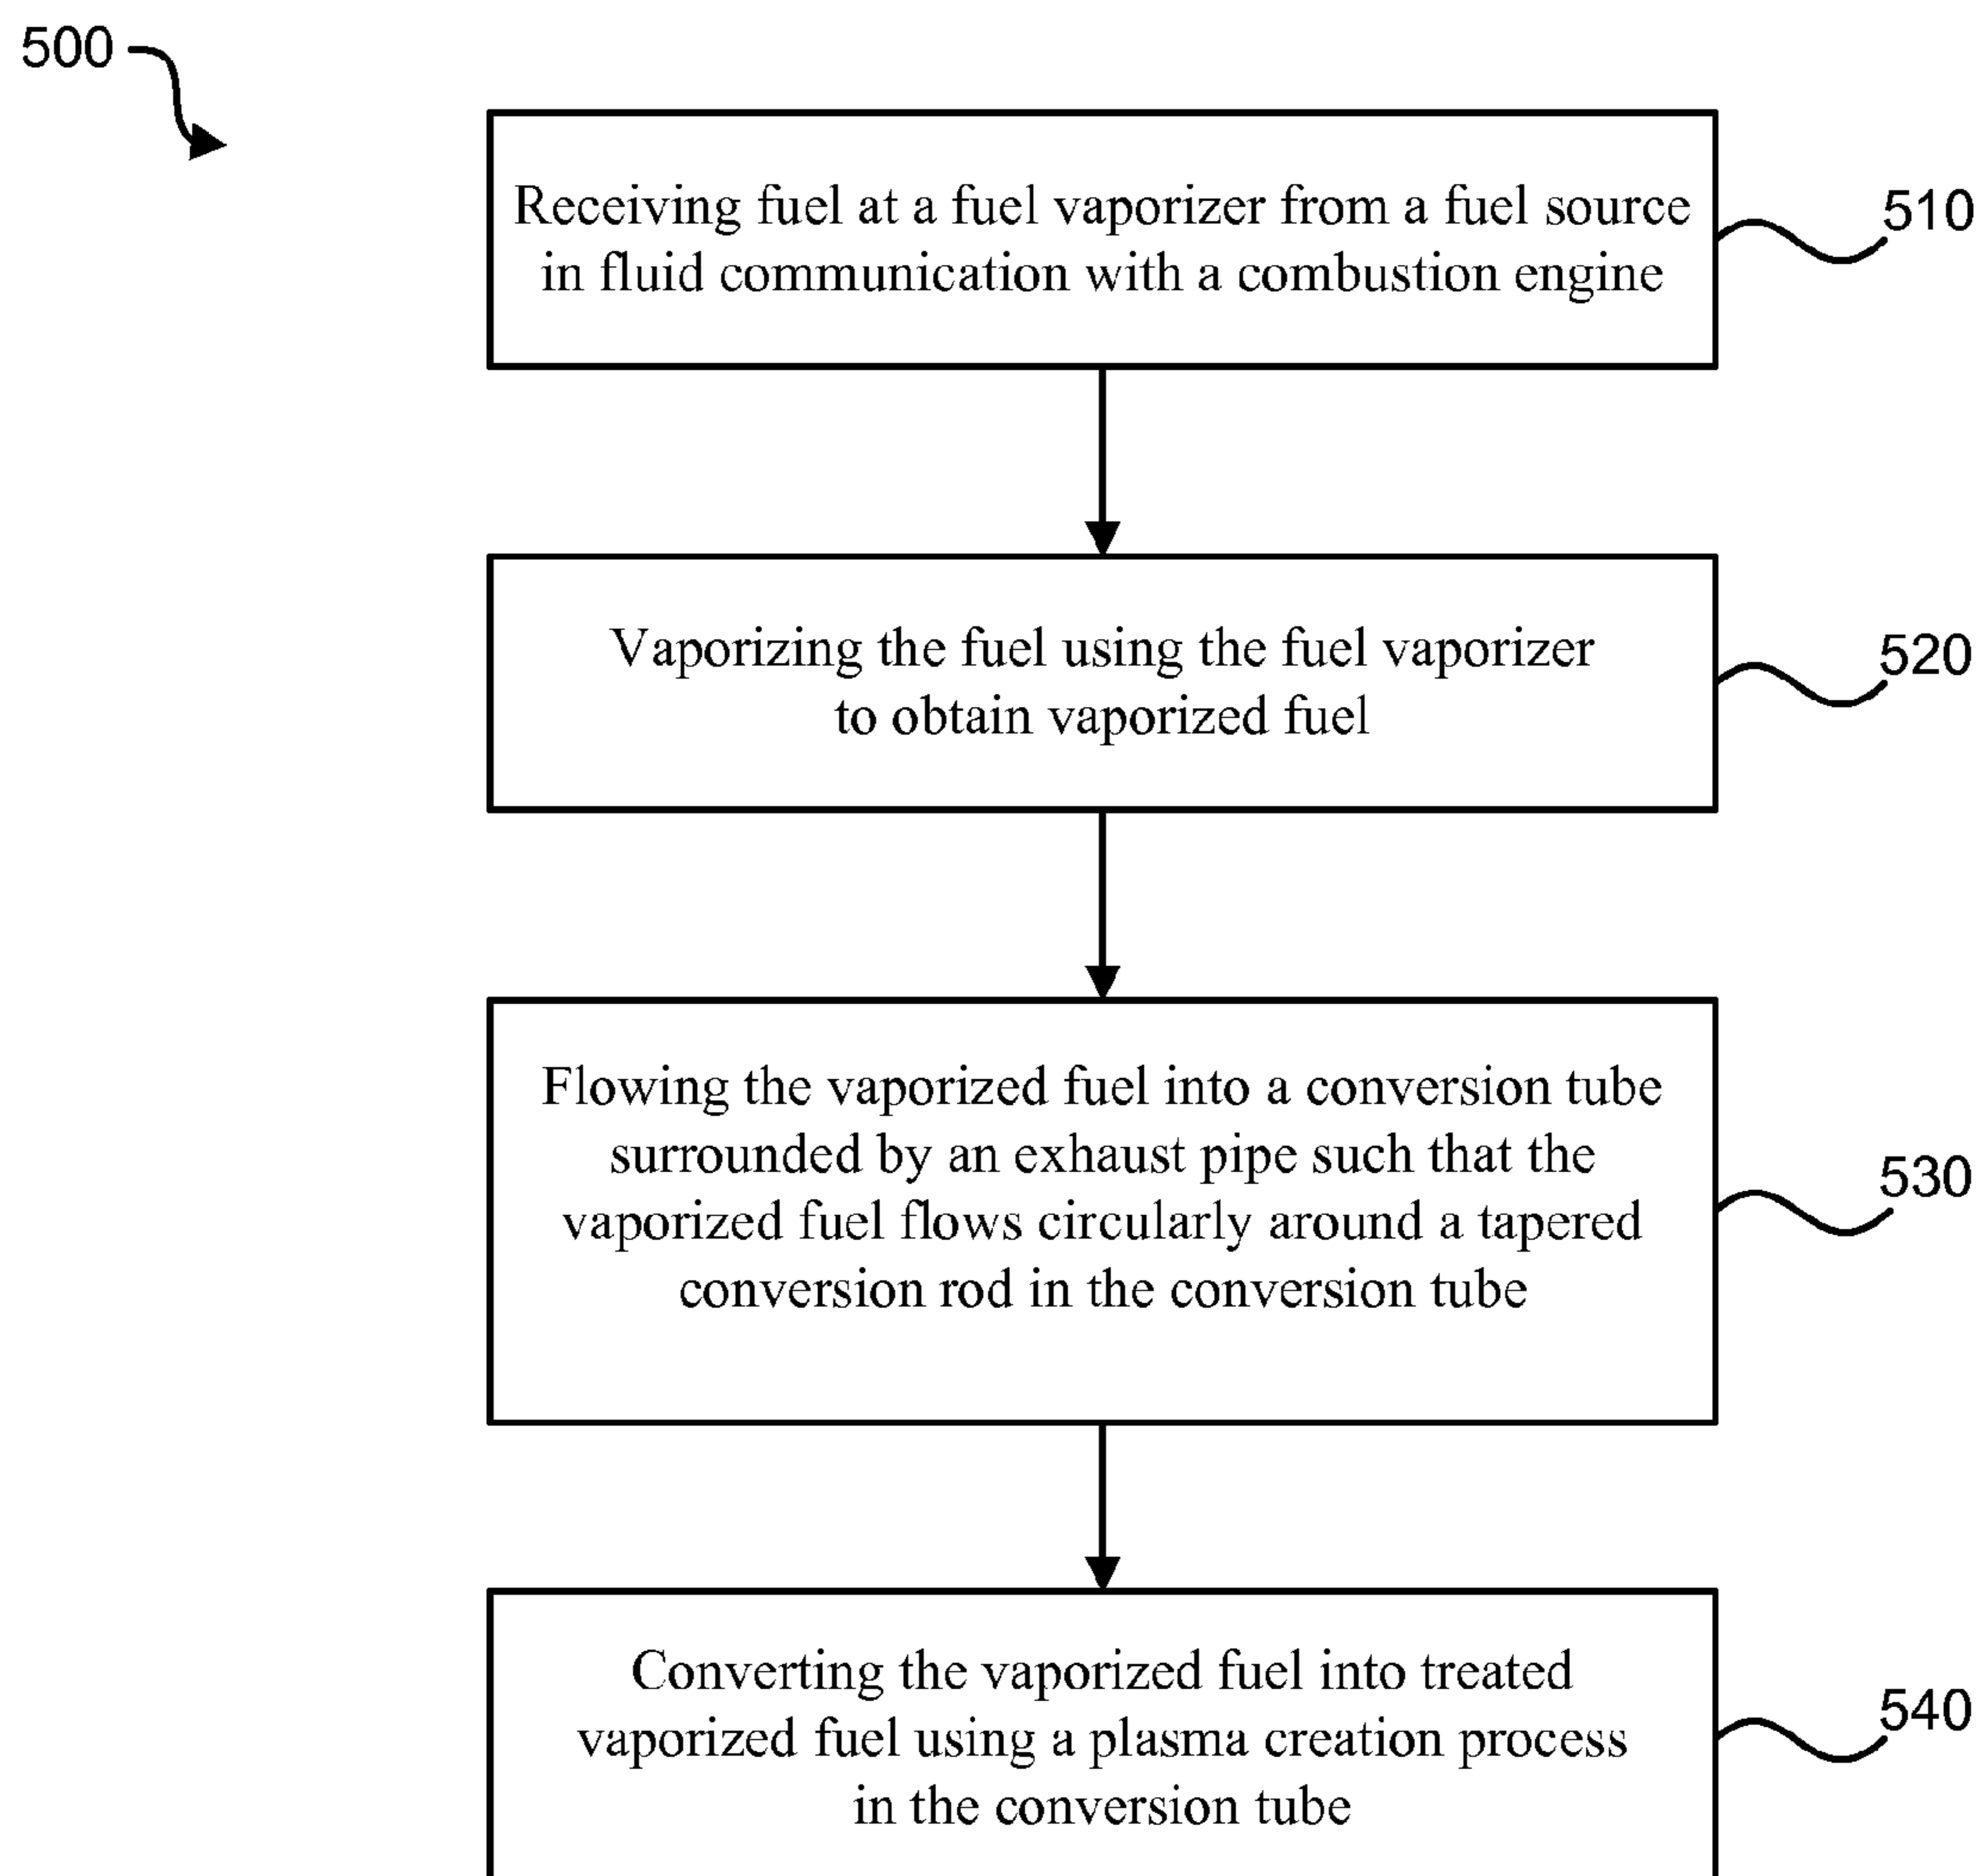 500
Receiving fuel at a fuel vaporizer from a fuel source
in fluid communication with a combustion engine
510
Vaporizing the fuel using the fuel vaporizer
to obtain vaporized fuel
520
Flowing the vaporized fuel into a conversion tube
surrounded by an exhaust pipe such that the
vaporized fuel flows circularly around a tapered
conversion rod in the conversion tube
530
Converting the vaporized fuel into treated
vaporized fuel using a plasma creation process
in the conversion tube
540